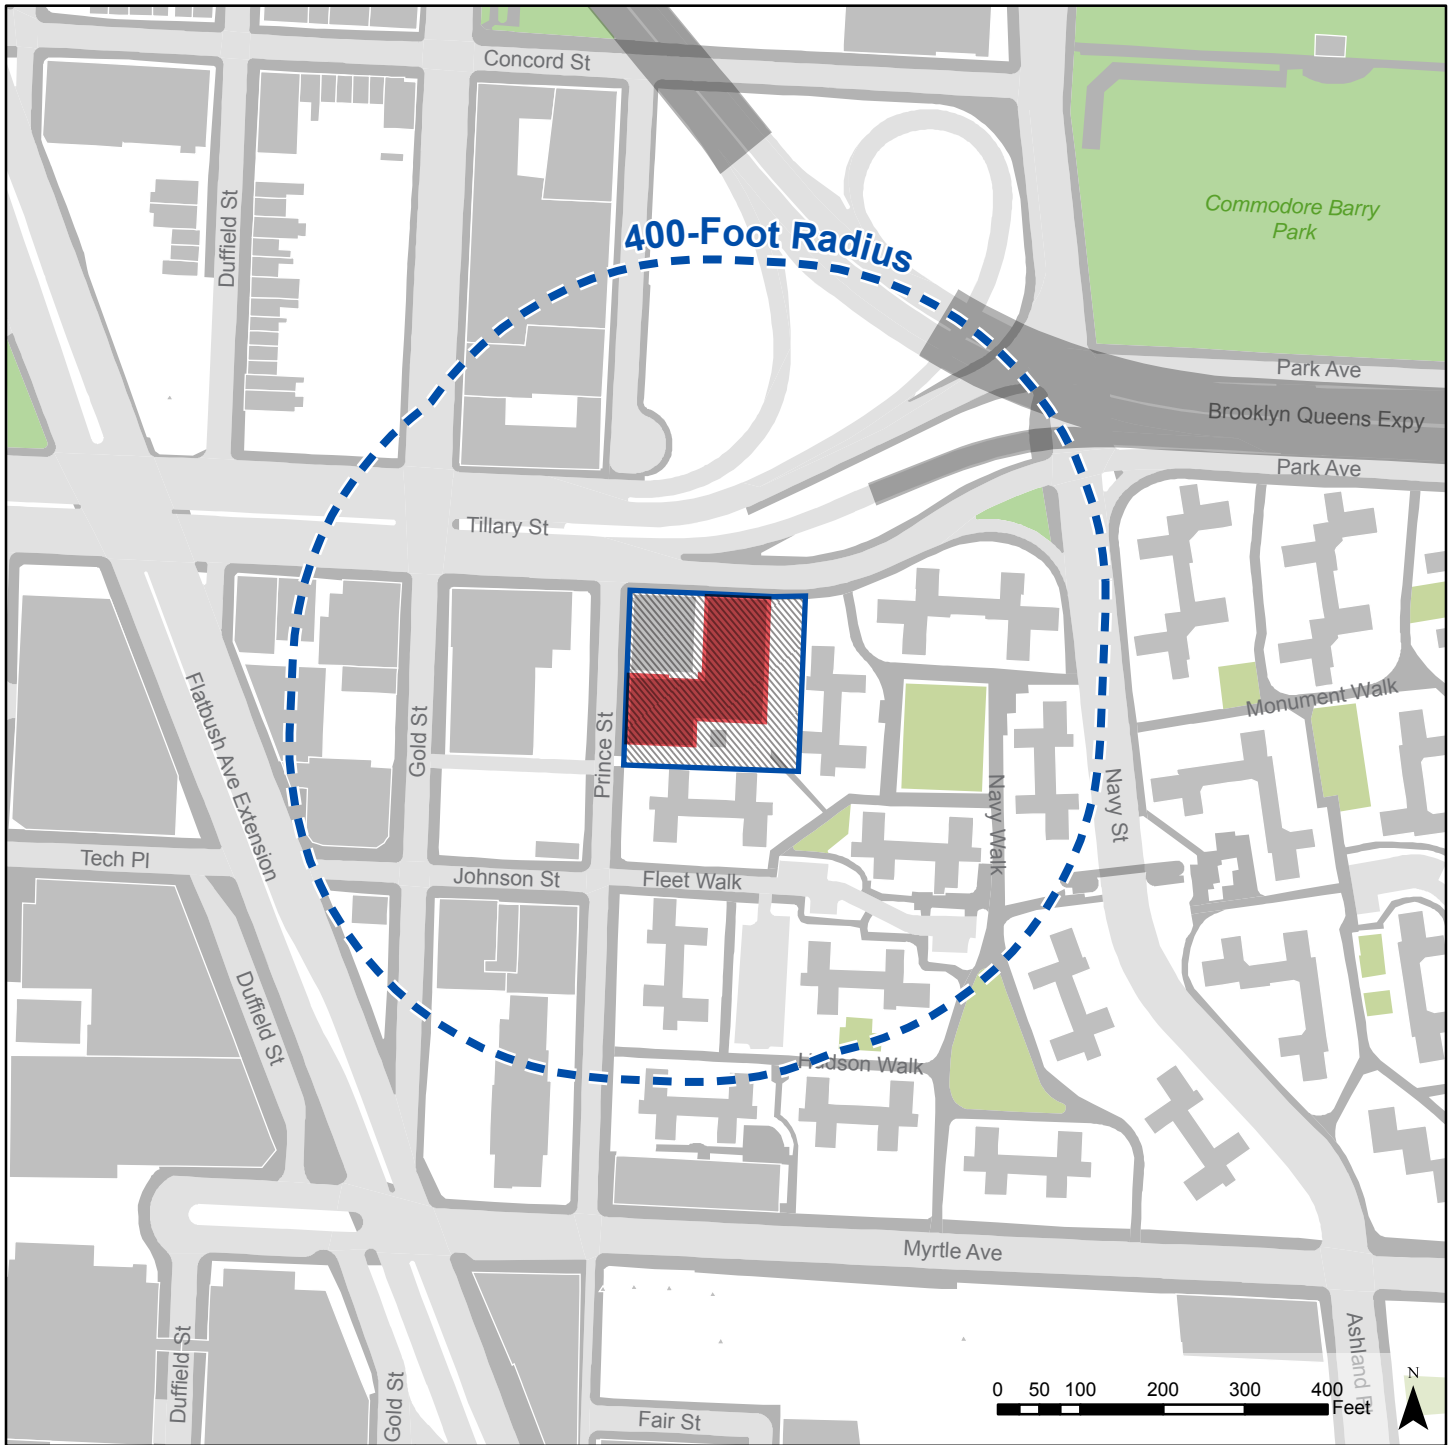 Concord St
Duffield St
Commodore Barry
Park
400-Foot Radius
Park Ave
Brooklyn Queens Expy
Park Ave
Tillary St
Flatbush Ave Extension
Gold St
Prince St
Monument Walk
Navy Walk
Navy St
Tech Pl
Johnson St
Fleet Walk
Duffield St
Hudson Walk
Myrtle Ave
Duffield St
Gold St
Fair St
Ashland
N
0 50 100 200 300 400
Feet